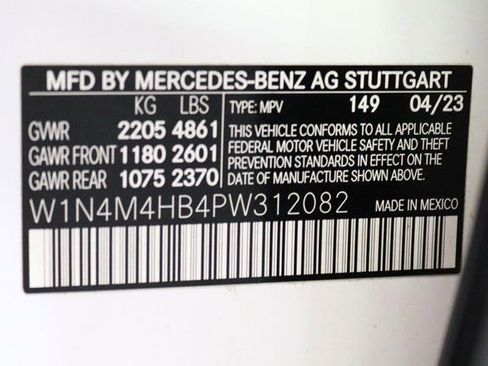 MFD BY MERCEDES-BENZ AG STUTTGART
KG LBS TYPE: MPV 149 04/23
GVWR 2205 4861 THIS VEHICLE CONFORMS TO ALL APPLICABLE
GAWR FRONT 1180 2601 FEDERAL MOTOR VEHICLE SAFETY AND THEFT
GAWR REAR 1075 2370 PREVENTION STANDARDS IN EFFECT ON THE
DATE OF MANUFACTURE SHOWN ABOVE.
W1N4M4HB4PW312082 MADE IN MEXICO